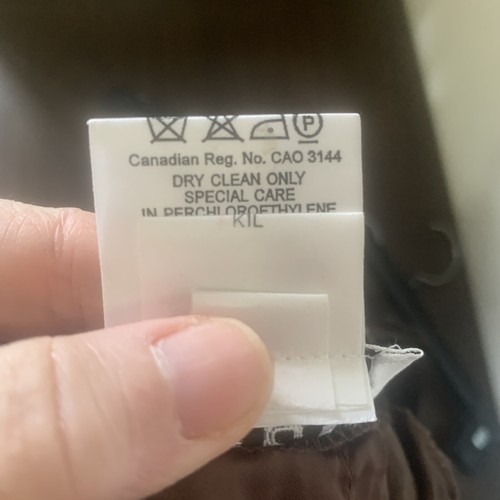 P
Canadian Reg. No. CAO 3144
DRY CLEAN ONLY
SPECIAL CARE
IN PERCHLOROETHYLENE
KIL